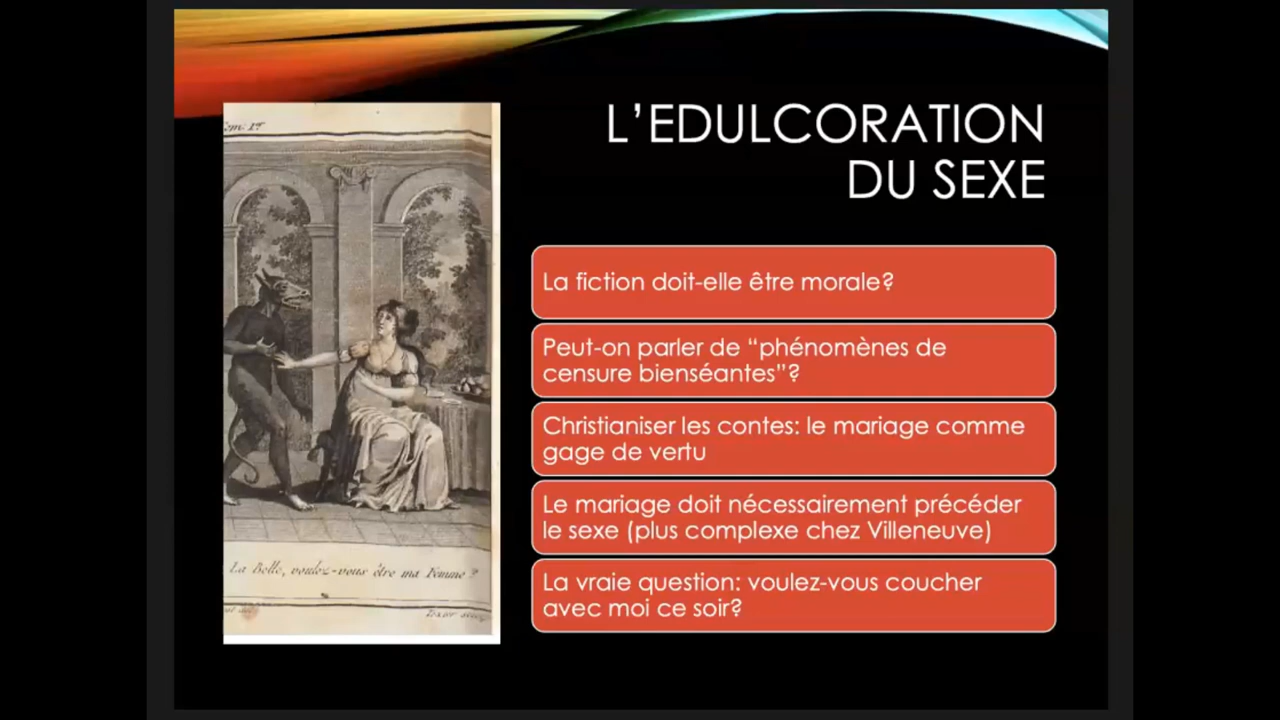 L'EDULCORATION
DU SEXE
Tom: 1er
La Belle, voulez-vous être ma Femme ?
La fiction doit-elle être morale?
Peut-on parler de “phénomènes de
censure bienséantes”?
Christianiser les contes: le mariage comme
gage de vertu
Le mariage doit nécessairement précéder
le sexe (plus complexe chez Villeneuve)
La vraie question: voulez-vous coucher
avec moi ce soir?